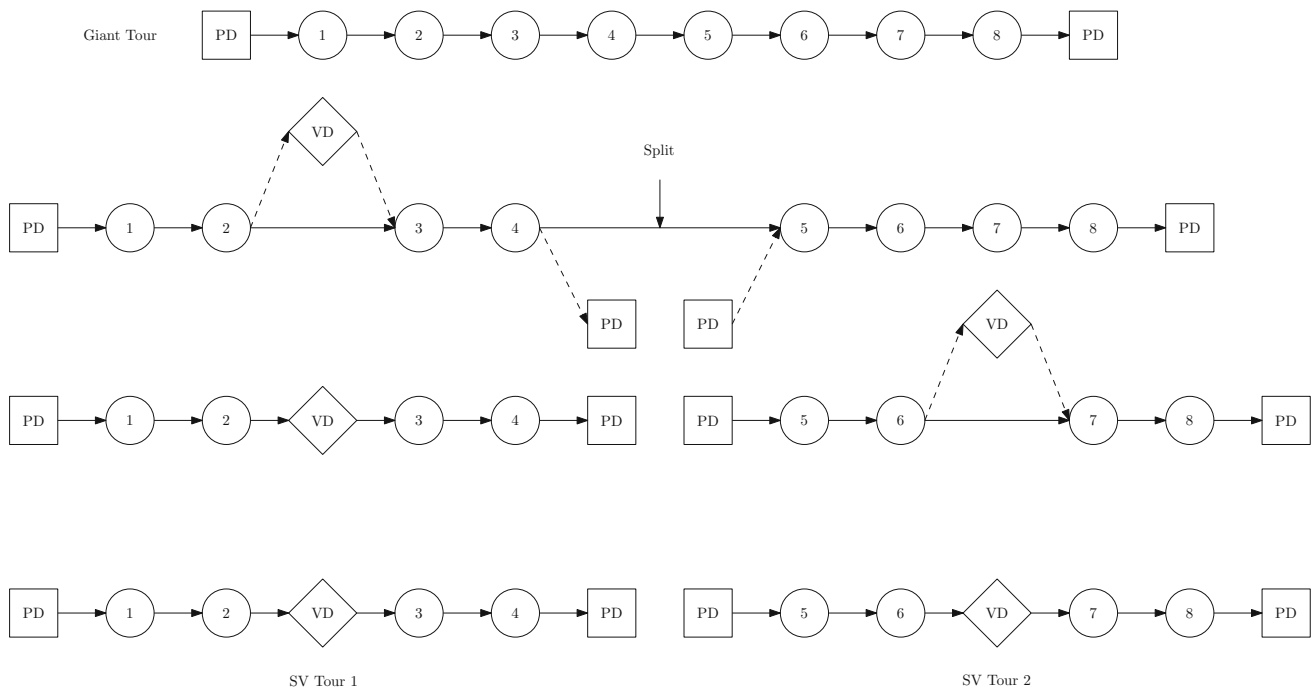 Giant Tour PD 1 2 3 4 5 6 7 8 PD
VD
Split
PD 1 2 3 4 5 6 7 8 PD
PD PD VD
PD 1 2 VD 3 4 PD PD 5 6 7 8 PD
PD 1 2 VD 3 4 PD PD 5 6 VD 7 8 PD
SV Tour 1 SV Tour 2